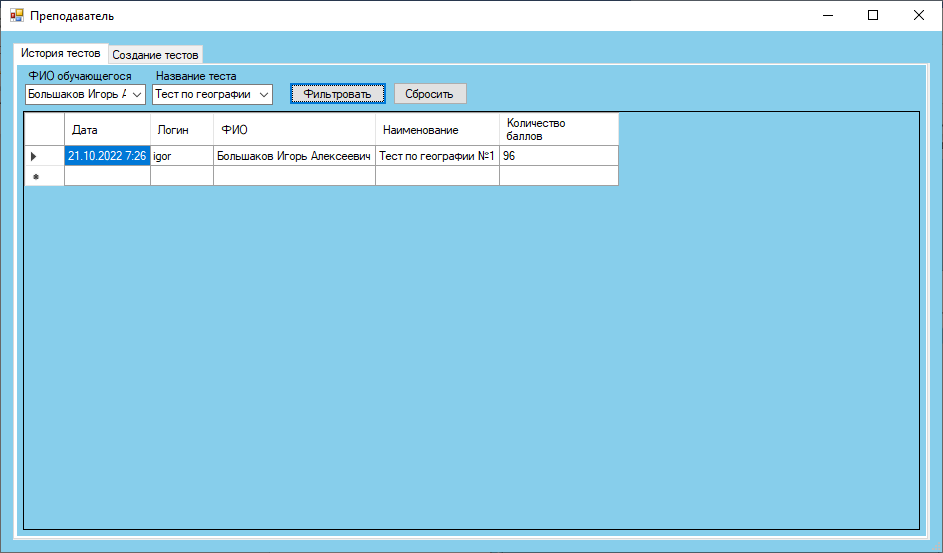 Преподаватель
История тестов
Создание тестов
ФИО обучающегося
Название теста
Большаков Игорь А
Тест по географии
Фильтровать
Сбросить
Дата
Логин
ФИО
Наименование
Количество
баллов
21.10.2022 7:26
igor
Большаков Игорь Алексеевич
Тест по географии №1
96